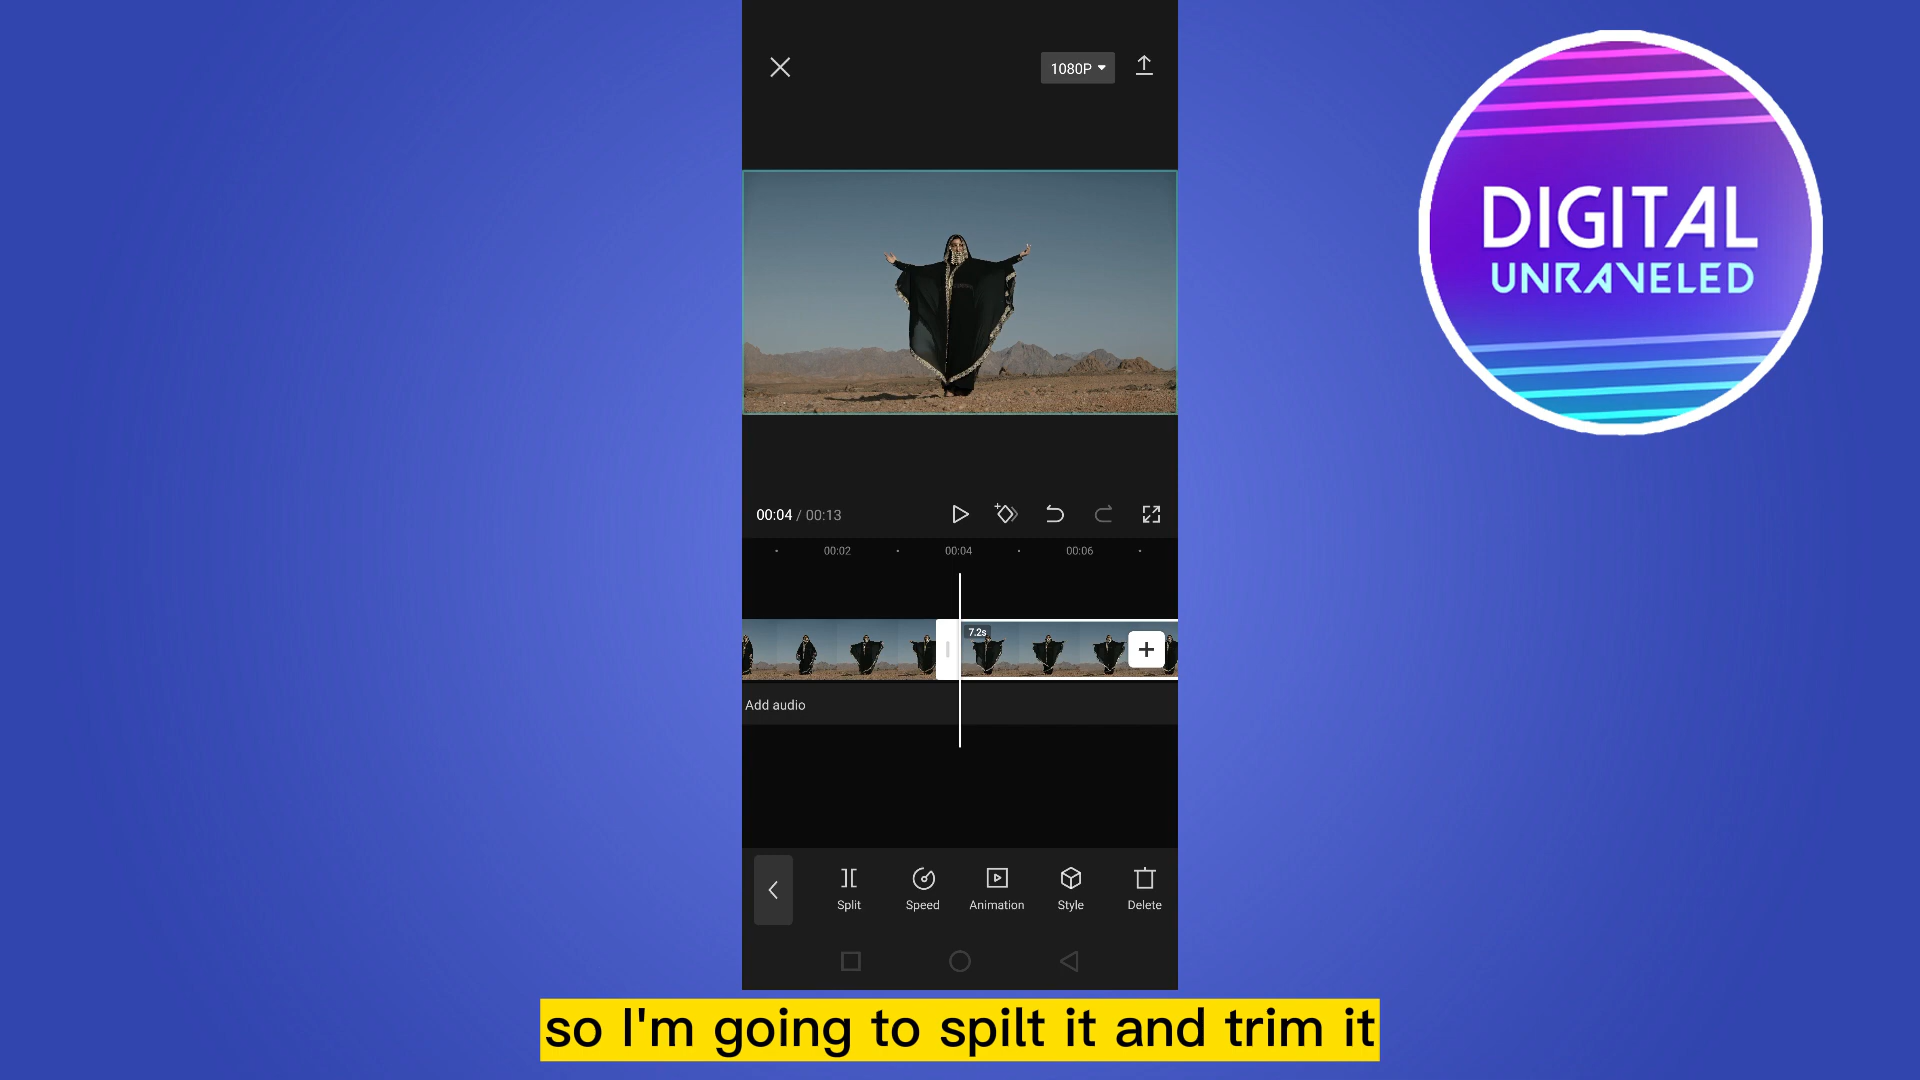 1080P
DIGITAL
UNRAVELED
00:04 / 00:13
00:02
00:04
00:06
7.2s
Add audio
Split
Speed
Animation
Style
Delete
so I'm going to spilt it and trim it